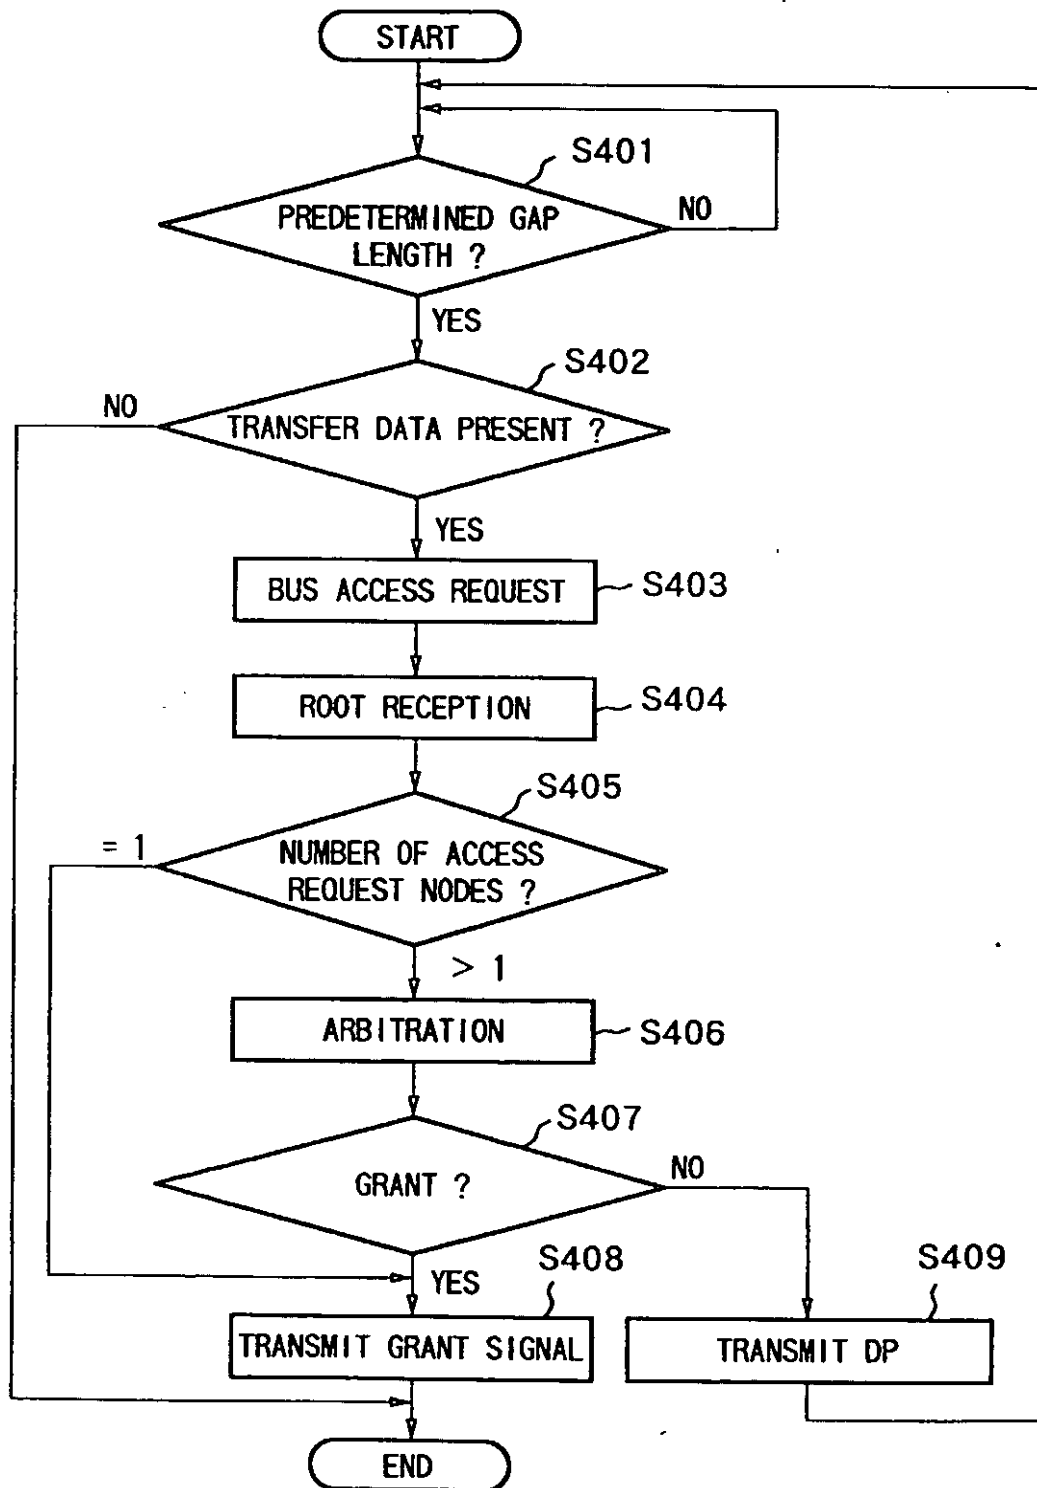 START
S401
PREDETERMINED GAP
LENGTH ?
NO
YES
S402
NO
TRANSFER DATA PRESENT ?
YES
BUS ACCESS REQUEST
S403
ROOT RECEPTION
S404
S405
= 1
NUMBER OF ACCESS
REQUEST NODES ?
> 1
ARBITRATION
S406
S407
GRANT ?
NO
YES
S408
S409
TRANSMIT GRANT SIGNAL
TRANSMIT DP
END